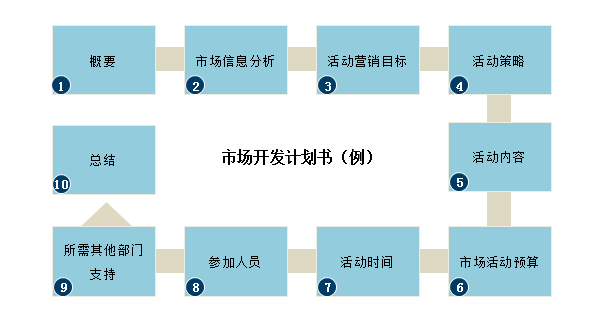 概要
1
市场信息分析
2
活动营销目标
3
活动策略
4
市场开发计划书（例）
活动内容
5
市场活动预算
6
活动时间
7
参加人员
8
所需其他部门
支持
9
总结
10